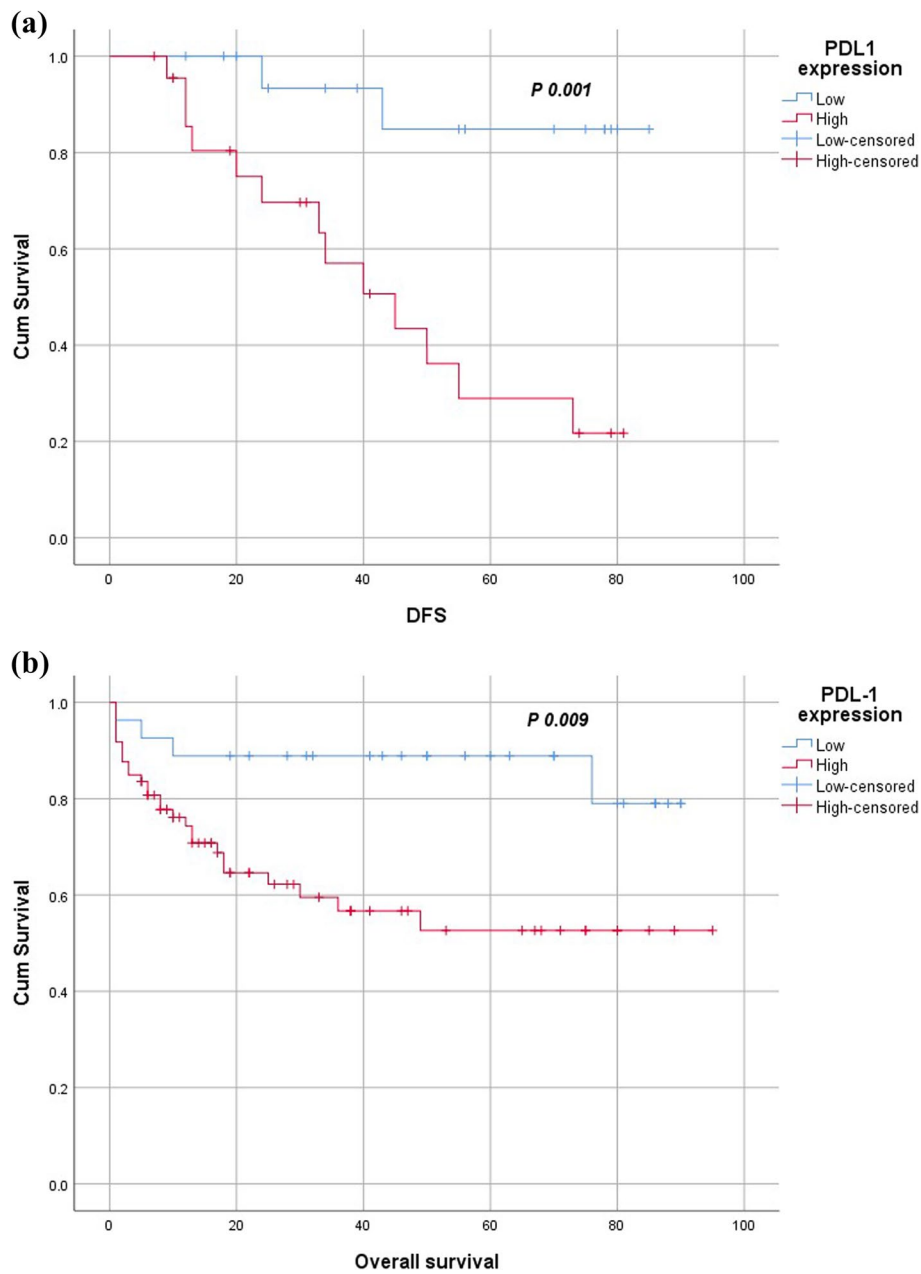 (a)
PDL1
expression
Low
High
Low-censored
High-censored
P 0.001
1.0
0.8
0.6
0.4
0.2
0.0
Cum Survival
0 20 40 60 80 100
DFS
(b)
PDL-1
expression
Low
High
Low-censored
High-censored
P 0.009
1.0
0.8
0.6
0.4
0.2
0.0
Cum Survival
0 20 40 60 80 100
Overall survival